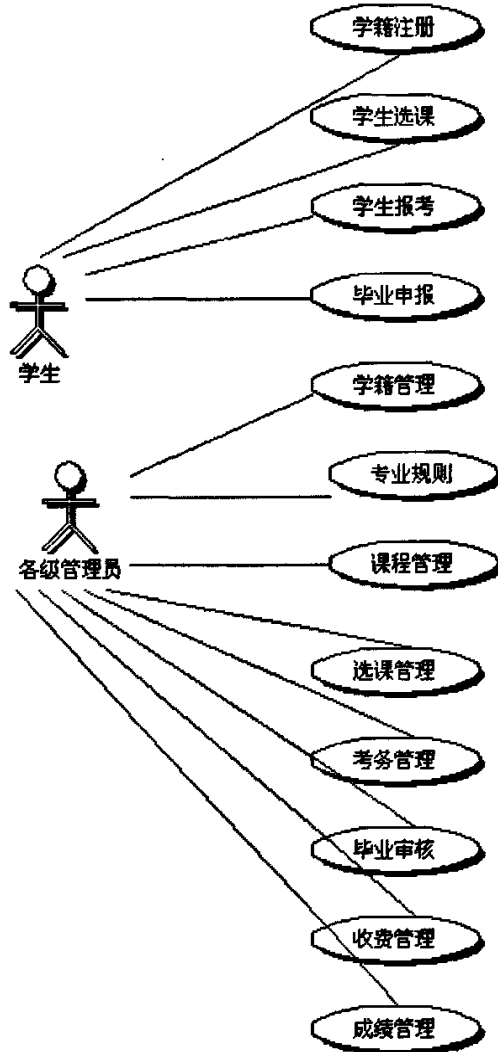 学籍注册
学生选课
学生报考
毕业申报
学生
学籍管理
专业规则
各级管理员
课程管理
选课管理
考务管理
毕业审核
收费管理
成绩管理